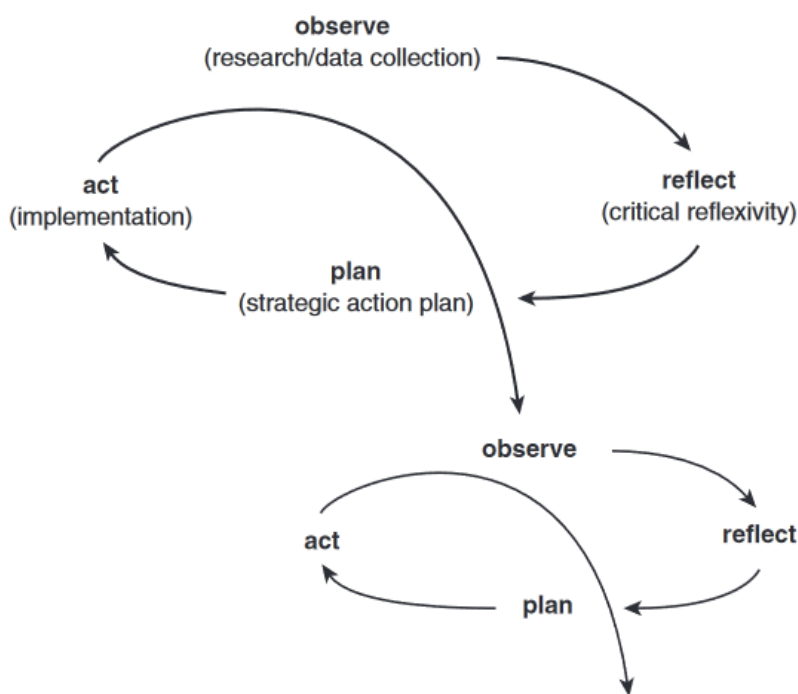 observe
(research/data collection)
reflect
(critical reflexivity)
act
(implementation)
plan
(strategic action plan)
observe
reflect
act
plan